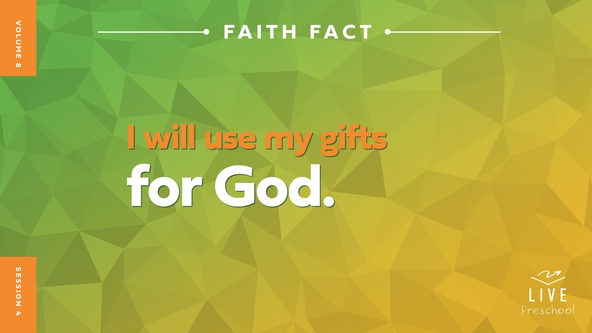 VOLUME 8
FAITH FACT
I will use my gifts
for God.
SESSION 4
LIVE
Preschool